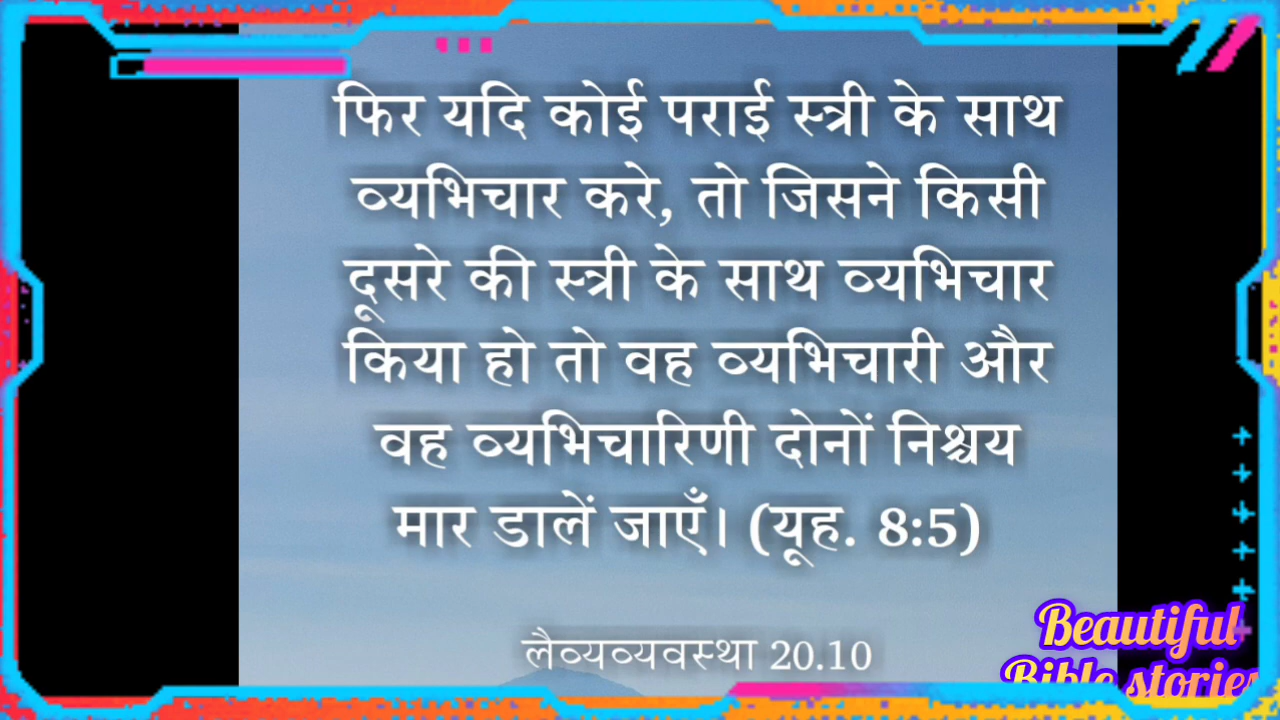 फिर यदि कोई पराई स्त्री के साथ
व्यभिचार करे, तो जिसने किसी
दूसरे की स्त्री के साथ व्यभिचार
किया हो तो वह व्यभिचारी और
वह व्यभिचारिणी दोनों निश्चय
मार डालें जाएँ। (यूह. 8:5)
लैव्यव्यवस्था 20.10
Beautiful
Bible stories